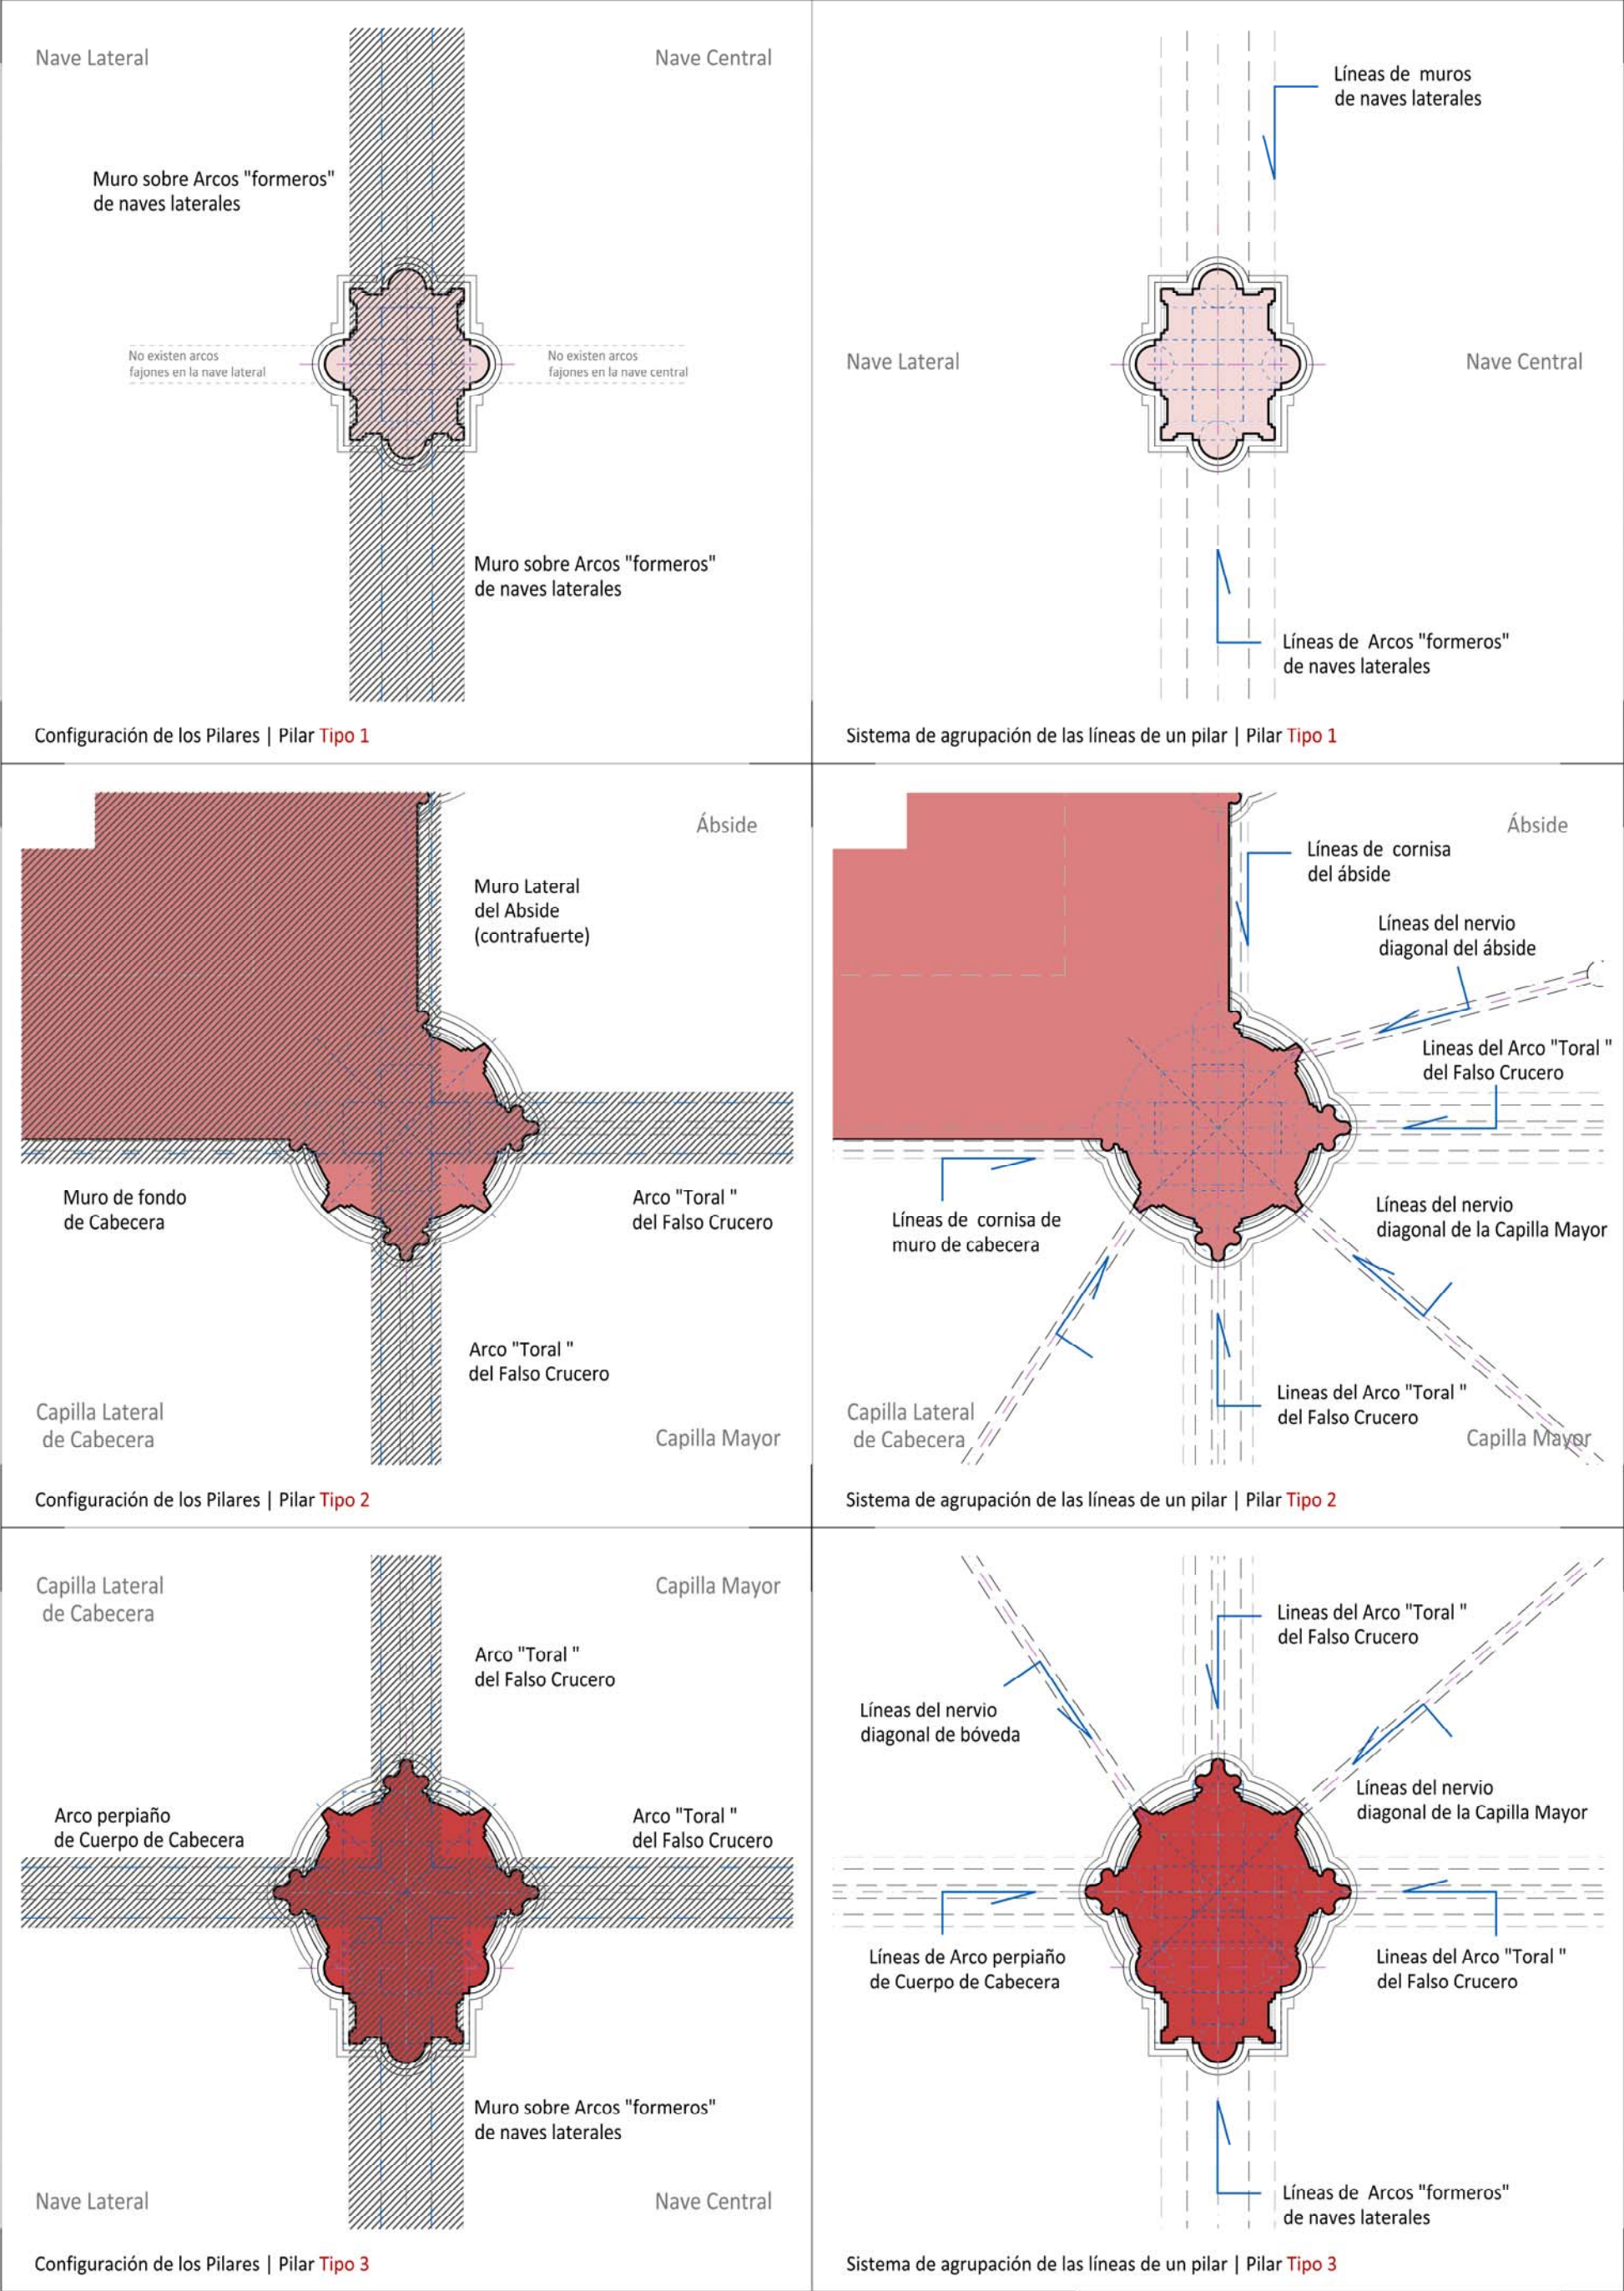 Nave Lateral
Nave Central
Muro sobre Arcos "formeros"
de naves laterales
No existen arcos
fajones en la nave lateral
No existen arcos
fajones en la nave central
Muro sobre Arcos "formeros"
de naves laterales
Configuración de los Pilares | Pilar Tipo 1
Líneas de muros
de naves laterales
Nave Lateral
Nave Central
Líneas de Arcos "formeros"
de naves laterales
Sistema de agrupación de las líneas de un pilar | Pilar Tipo 1
Ábside
Muro Lateral
del Abside
(contrafuerte)
Muro de fondo
de Cabecera
Arco "Toral "
del Falso Crucero
Arco "Toral "
del Falso Crucero
Capilla Lateral
de Cabecera
Capilla Mayor
Configuración de los Pilares | Pilar Tipo 2
Ábside
Líneas de cornisa
del ábside
Líneas del nervio
diagonal del ábside
Lineas del Arco "Toral "
del Falso Crucero
Líneas del nervio
diagonal de la Capilla Mayor
Líneas de cornisa de
muro de cabecera
Lineas del Arco "Toral "
del Falso Crucero
Capilla Lateral
de Cabecera
Capilla Mayor
Sistema de agrupación de las líneas de un pilar | Pilar Tipo 2
Capilla Lateral
de Cabecera
Capilla Mayor
Arco "Toral "
del Falso Crucero
Arco perpiaño
de Cuerpo de Cabecera
Arco "Toral "
del Falso Crucero
Muro sobre Arcos "formeros"
de naves laterales
Nave Lateral
Nave Central
Configuración de los Pilares | Pilar Tipo 3
Lineas del Arco "Toral "
del Falso Crucero
Líneas del nervio
diagonal de bóveda
Líneas del nervio
diagonal de la Capilla Mayor
Líneas de Arco perpiaño
de Cuerpo de Cabecera
Lineas del Arco "Toral "
del Falso Crucero
Líneas de Arcos "formeros"
de naves laterales
Sistema de agrupación de las líneas de un pilar | Pilar Tipo 3